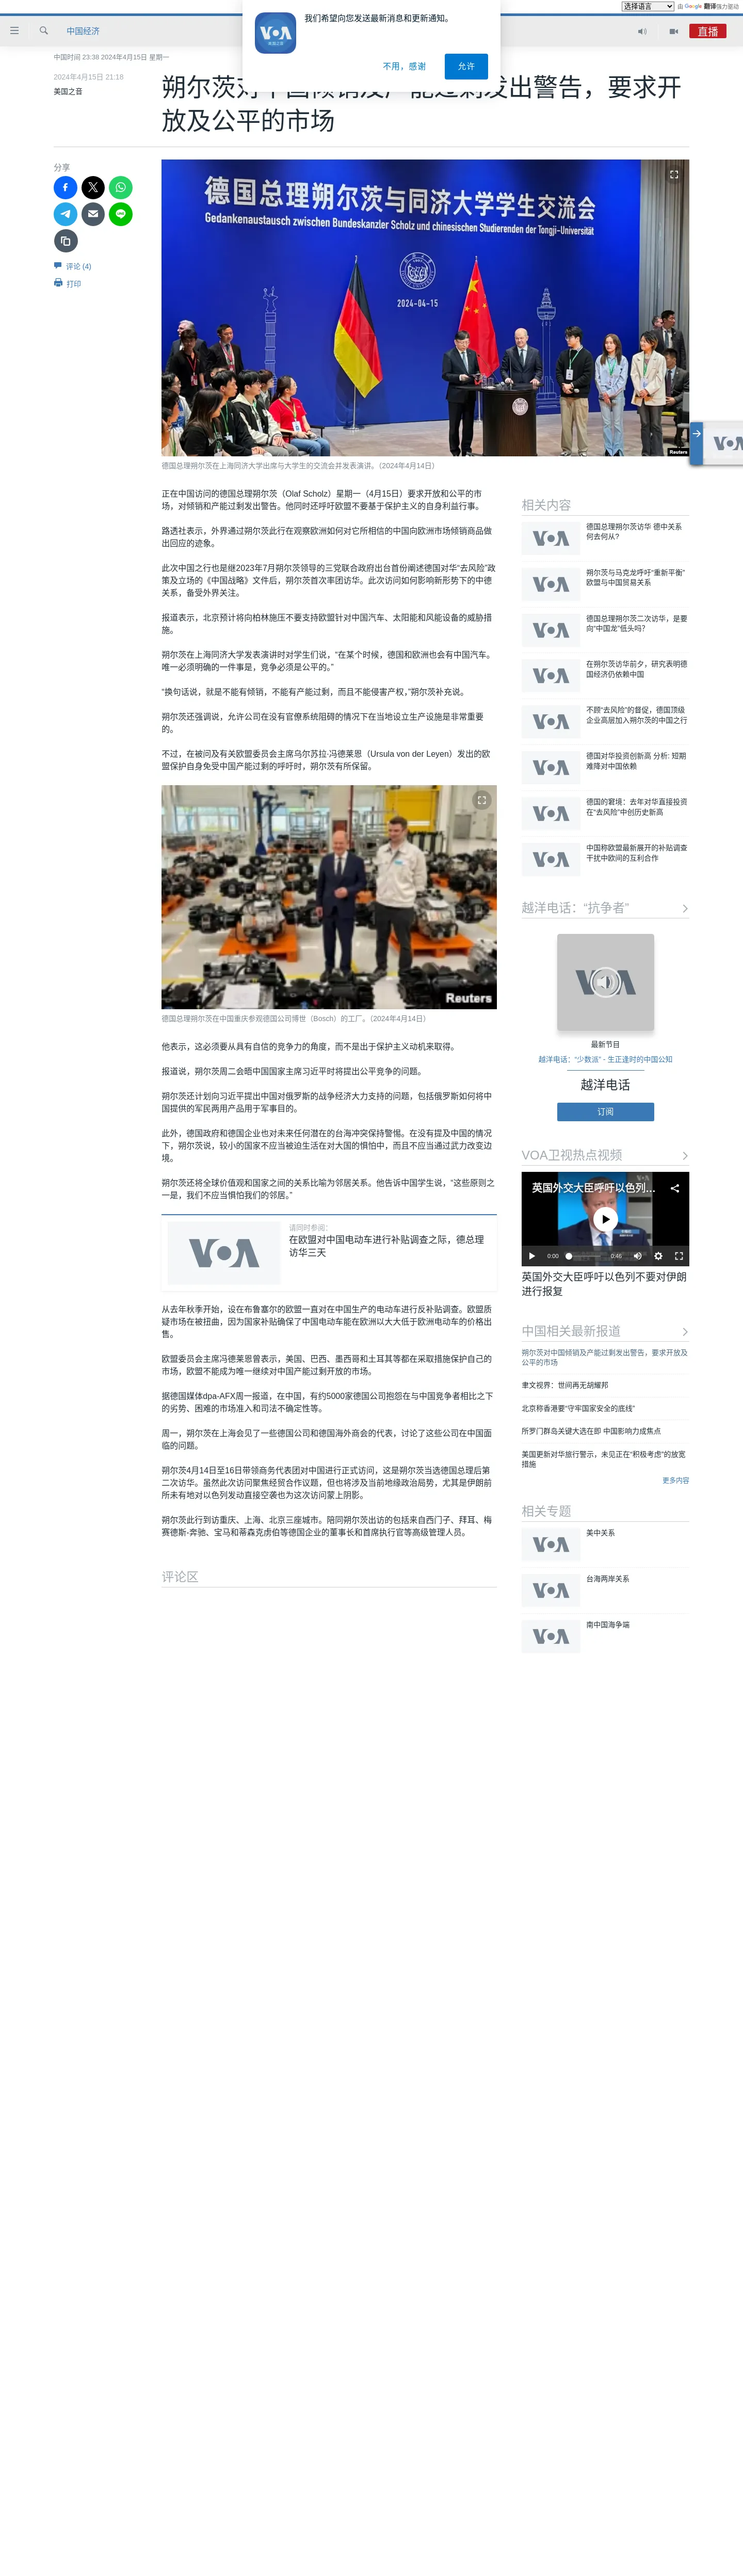 选择语言
由 Google 翻译强力驱动
我们希望向您发送最新消息和更新通知。
不用，感谢
允许
中国经济
直播
中国时间 23:38 2024年4月15日 星期一
2024年4月15日 21:18
美国之音
朔尔茨对中国倾销及产能过剩发出警告，要求开
放及公平的市场
分享
评论 (4)
打印
德国总理朔尔茨与同济大学学生交流会
Gedankenaustausch zwischen Bundeskanzler Scholz und chinesischen Studierenden der Tongji-Universität
2024-04-15
Reuters
德国总理朔尔茨在上海同济大学出席与大学生的交流会并发表演讲。（2024年4月14日）
正在中国访问的德国总理朔尔茨（Olaf Scholz）星期一（4月15日）要求开放和公平的市
场，对倾销和产能过剩发出警告。他同时还呼吁欧盟不要基于保护主义的自身利益行事。
路透社表示，外界通过朔尔茨此行在观察欧洲如何对它所相信的中国向欧洲市场倾销商品做
出回应的迹象。
此次中国之行也是继2023年7月朔尔茨领导的三党联合政府出台首份阐述德国对华“去风险”政
策及立场的《中国战略》文件后，朔尔茨首次率团访华。此次访问如何影响新形势下的中德
关系，备受外界关注。
报道表示，北京预计将向柏林施压不要支持欧盟针对中国汽车、太阳能和风能设备的威胁措
施。
朔尔茨在上海同济大学发表演讲时对学生们说，“在某个时候，德国和欧洲也会有中国汽车。
唯一必须明确的一件事是，竞争必须是公平的。”
“换句话说，就是不能有倾销，不能有产能过剩，而且不能侵害产权，”朔尔茨补充说。
朔尔茨还强调说，允许公司在没有官僚系统阻碍的情况下在当地设立生产设施是非常重要
的。
不过，在被问及有关欧盟委员会主席乌尔苏拉·冯德莱恩（Ursula von der Leyen）发出的欧
盟保护自身免受中国产能过剩的呼吁时，朔尔茨有所保留。
Reuters
德国总理朔尔茨在中国重庆参观德国公司博世（Bosch）的工厂。（2024年4月14日）
他表示，这必须要从具有自信的竞争力的角度，而不是出于保护主义动机来取得。
报道说，朔尔茨周二会晤中国国家主席习近平时将提出公平竞争的问题。
朔尔茨还计划向习近平提出中国对俄罗斯的战争经济大力支持的问题，包括俄罗斯如何将中
国提供的军民两用产品用于军事目的。
此外，德国政府和德国企业也对未来任何潜在的台海冲突保持警惕。在没有提及中国的情况
下，朔尔茨说，较小的国家不应当被迫生活在对大国的惧怕中，而且不应当通过武力改变边
境。
朔尔茨还将全球价值观和国家之间的关系比喻为邻居关系。他告诉中国学生说，“这些原则之
一是，我们不应当惧怕我们的邻居。”
VOA
请同时参阅:
在欧盟对中国电动车进行补贴调查之际，德总理
访华三天
从去年秋季开始，设在布鲁塞尔的欧盟一直对在中国生产的电动车进行反补贴调查。欧盟质
疑市场在被扭曲，因为国家补贴确保了中国电动车能在欧洲以大大低于欧洲电动车的价格出
售。
欧盟委员会主席冯德莱恩曾表示，美国、巴西、墨西哥和土耳其等都在采取措施保护自己的
市场，欧盟不能成为唯一继续对中国产能过剩开放的市场。
据德国媒体dpa-AFX周一报道，在中国，有约5000家德国公司抱怨在与中国竞争者相比之下
的劣势、困难的市场准入和司法不确定性等。
周一，朔尔茨在上海会见了一些德国公司和德国海外商会的代表，讨论了这些公司在中国面
临的问题。
朔尔茨4月14日至16日带领商务代表团对中国进行正式访问，这是朔尔茨当选德国总理后第
二次访华。虽然此次访问聚焦经贸合作议题，但也将涉及当前地缘政治局势，尤其是伊朗前
所未有地对以色列发动直接空袭也为这次访问蒙上阴影。
朔尔茨此行到访重庆、上海、北京三座城市。陪同朔尔茨出访的包括来自西门子、拜耳、梅
赛德斯-奔驰、宝马和蒂森克虏伯等德国企业的董事长和首席执行官等高级管理人员。
评论区
相关内容
德国总理朔尔茨访华 德中关系
何去何从?
朔尔茨与马克龙呼吁“重新平衡”
欧盟与中国贸易关系
德国总理朔尔茨二次访华，是要
向“中国龙”低头吗?
在朔尔茨访华前夕，研究表明德
国经济仍依赖中国
不顾“去风险”的督促，德国顶级
企业高层加入朔尔茨的中国之行
德国对华投资创新高 分析: 短期
难降对中国依赖
德国的窘境：去年对华直接投资
在“去风险”中创历史新高
中国称欧盟最新展开的补贴调查
干扰中欧间的互利合作
越洋电话：“抗争者”
最新节目
越洋电话：“少数派” - 生正逢时的中国公知
越洋电话
订阅
VOA卫视热点视频
英国外交大臣呼吁以色列...
0:00
0:46
英国外交大臣呼吁以色列不要对伊朗
进行报复
中国相关最新报道
朔尔茨对中国倾销及产能过剩发出警告，要求开放及
公平的市场
聿文视界：世间再无胡耀邦
北京称香港要“守牢国家安全的底线”
所罗门群岛关键大选在即 中国影响力成焦点
美国更新对华旅行警示，未见正在“积极考虑”的放宽
措施
更多内容
相关专题
美中关系
台海两岸关系
南中国海争端